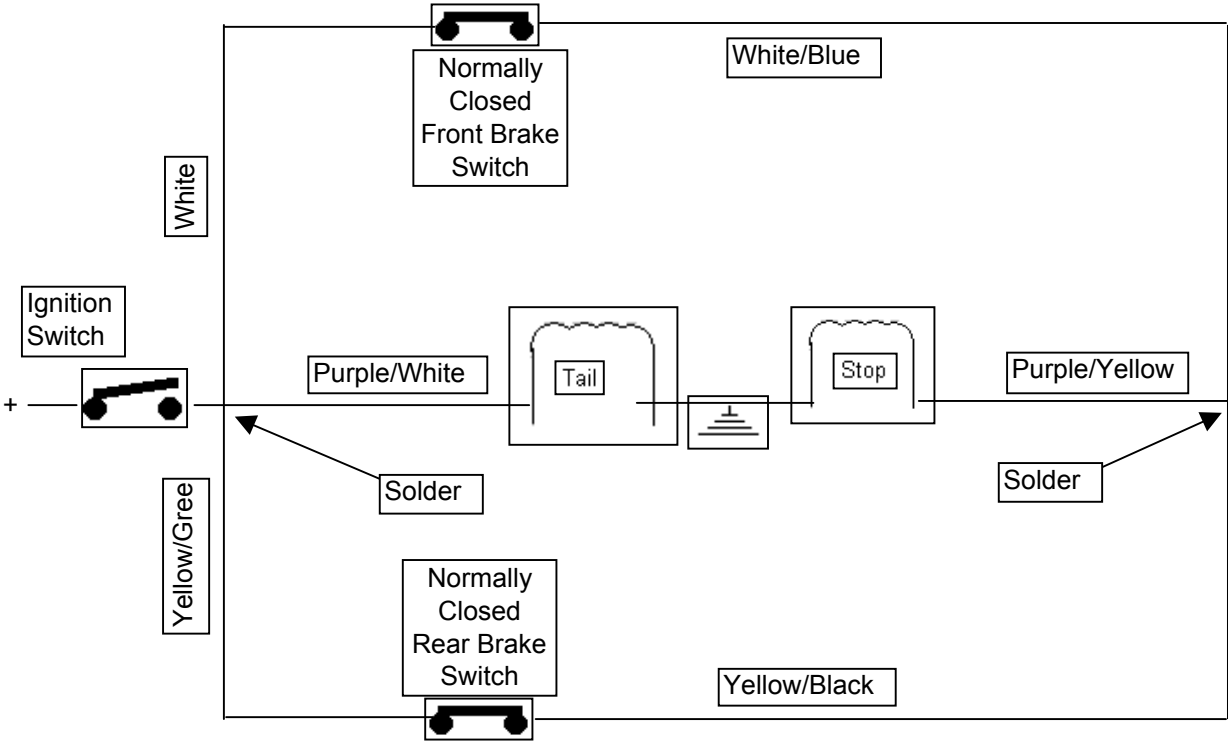 Normally
Closed
Front Brake
Switch
White/Blue
White
Ignition
Switch
+
Purple/White
Tail
Stop
Purple/Yellow
Solder
Solder
Yellow/Gree
Normally
Closed
Rear Brake
Switch
Yellow/Black